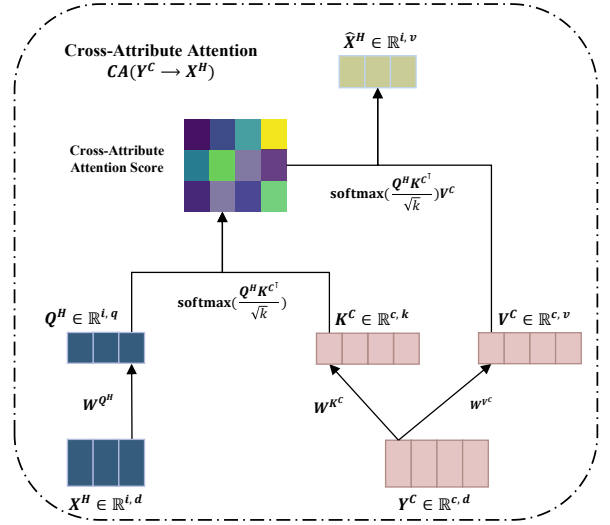 Cross-Attribute Attention
CA(Y^C ⟶ X^H)
X̂^H ∈ ℝ^{i, v}
Cross-Attribute
Attention Score
softmax(Q^H K^{C^⊺} / √k)V^C
softmax(Q^H K^{C^⊺} / √k)
Q^H ∈ ℝ^{i, q}
K^C ∈ ℝ^{c, k}
V^C ∈ ℝ^{c, v}
W^{Q^H}
W^{K^C}
W^{V^C}
X^H ∈ ℝ^{i, d}
Y^C ∈ ℝ^{c, d}